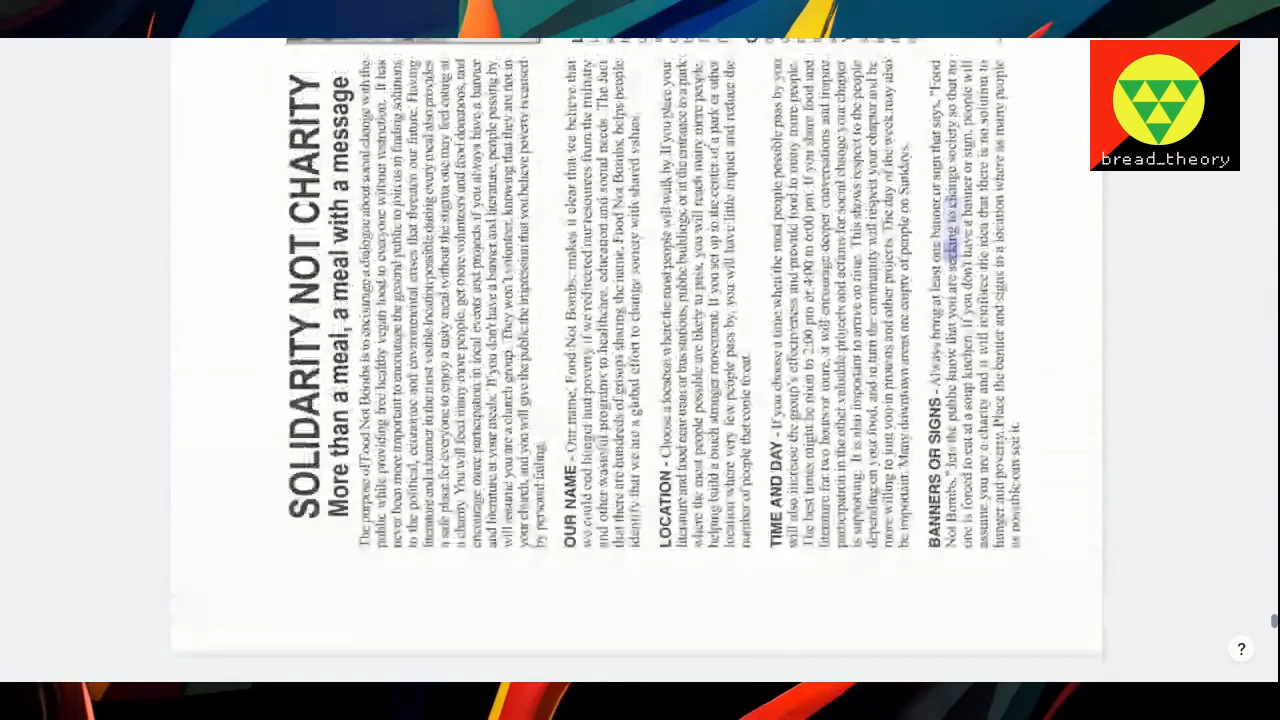 SOLIDARITY NOT CHARITY
More than a meal, a meal with a message
The purpose of Food Not Bombs is to encourage a dialogue about social change with the
public while providing free healthy vegan food to everyone without restriction. It has
never been more important to encourage the general public to join us in finding solutions
to the political, economic and environmental crises that threaten our future. Having
literature and a banner in the most visible location possible during every meal also provides
a safe place for everyone to enjoy a tasty meal without the stigma one may feel eating at
a charity. You will feed many more people, get more volunteers and food donations, and
encourage more participation in local events and projects if you always have a banner
and literature at your meals. If you don't have a banner and literature, people passing by
will assume you are a church group. They won't volunteer, knowing that they are not in
your church, and you will give the public the impression that you believe poverty is caused
by personal failing.
OUR NAME - Our name, Food Not Bombs, makes it clear that we believe that
we could end hunger and poverty if we redirected our resources from the military
and other wasteful programs to healthcare, education and social needs. The fact
that there are hundreds of groups sharing the name, Food Not Bombs, helps people
identify that we are a global effort to change society with shared values.
LOCATION - Choose a location where the most people will walk by. If you place your
literature and food near train or bus stations, public buildings, or at the entrance to a park
where the most people possible are likely to pass, you will reach many more people,
helping build a much stronger movement. If you set up in the center of a park or other
location where very few people pass by, you will have little impact and reduce the
number of people that come to eat.
TIME AND DAY - If you choose a time when the most people possible pass by you
will also increase the group's effectiveness and provide food to many more people.
The best times might be noon to 2:00 pm or 4:00 to 6:00 pm. If you share food and
literature for two hours or more, it will encourage deeper conversations and inspire
participation in the other valuable projects and actions for social change your chapter
is supporting. It is also important to arrive on time. This shows respect to the people
depending on your food, and in turn the community will respect your chapter and be
more willing to join you in protests and other projects. The day of the week may also
be important. Many downtown areas are empty of people on Sundays.
BANNERS OR SIGNS - Always bring at least one banner or sign that says, "Food
Not Bombs," lets the public know that you are seeking to change society so that no
one is forced to eat at a soup kitchen. If you don't have a banner or sign, people will
assume you are a charity and it will reinforce the idea that there is no solution to
hunger and poverty. Place the banner and signs in a location where as many people
as possible can see it.
bread_theory
?